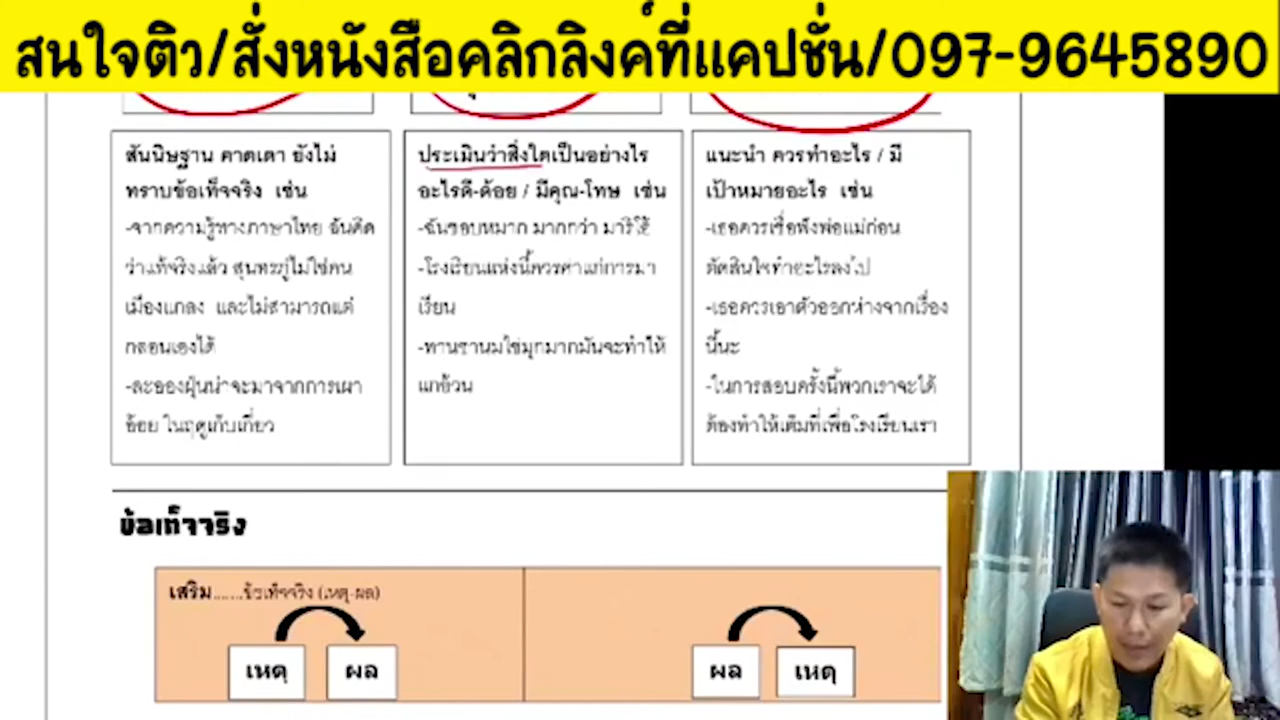 สนใจติว/สั่งหนังสือคลิกลิงค์ที่แคปชั่น/097-9645890
สันนิษฐาน คาดเดา ยังไม่
ทราบข้อเท็จจริง เช่น
-จากความรู้ทางภาษาไทย ฉันคิด
ว่าแท้จริงแล้ว สุนทรภู่ไม่ใช่คน
เมืองแกลง และไม่สามารถแต่
กลอนเองได้
-ละอองฝุ่นน่าจะมาจากการเผา
อ้อย ในฤดูเก็บเกี่ยว
ประเมินว่าสิ่งใดเป็นอย่างไร
อะไรดี-ด้อย / มีคุณ-โทษ เช่น
-ฉันชอบหมาก มากกว่า มาริโอ้
-โรงเรียนแห่งนี้ควรค่าแก่การมา
เรียน
-ทานชานมไข่มุกมากมันจะทำให้
แกอ้วน
แนะนำ ควรทำอะไร / มี
เป้าหมายอะไร เช่น
-เธอควรเชื่อฟังพ่อแม่ก่อน
ตัดสินใจทำอะไรลงไป
-เธอควรเอาตัวออกห่างจากเรื่อง
นี้นะ
-ในการสอบครั้งนี้พวกเราจะได้
ต้องทำให้เต็มที่เพื่อโรงเรียนเรา
ข้อเท็จจริง
เสริม......ข้อเท็จจริง (เหตุ-ผล)
เหตุ ผล
ผล เหตุ